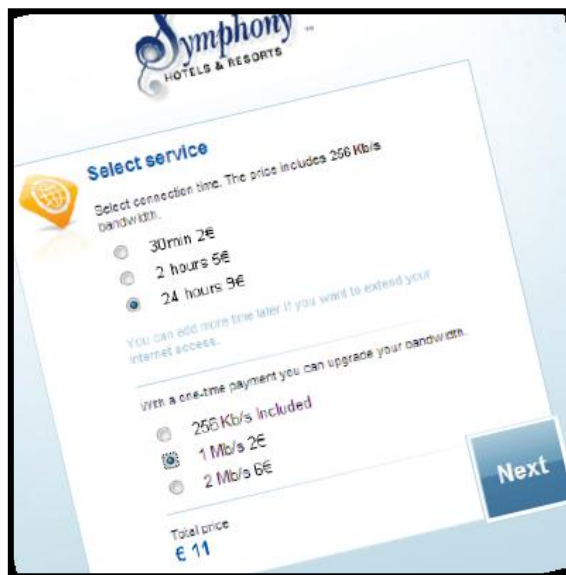 Symphony ™
HOTELS & RESORTS
Select service
Select connection time. The price includes 256 Kb/s
bandwidth.
30min 2€
2 hours 5€
24 hours 9€
You can add more time later if you want to extend your
internet access.
With a one-time payment you can upgrade your bandwidth.
256 Kb/s Included
1 Mb/s 2€
2 Mb/s 6€
Next
Total price
€ 11